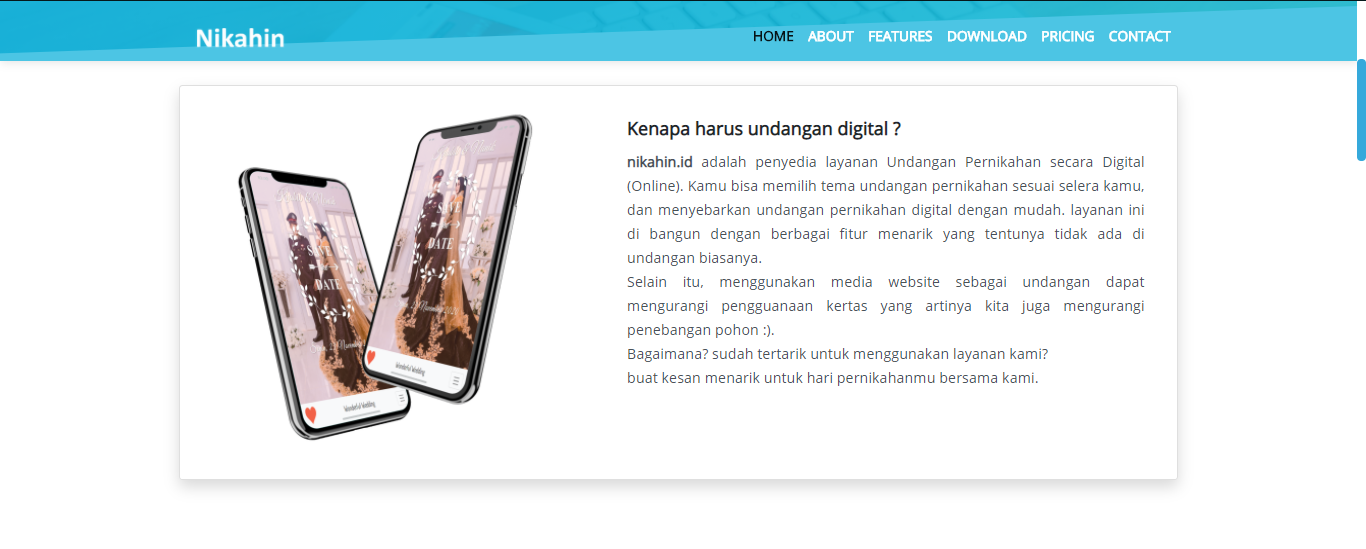 Nikahin
HOME ABOUT FEATURES DOWNLOAD PRICING CONTACT
Kenapa harus undangan digital ?
nikahin.id adalah penyedia layanan Undangan Pernikahan secara Digital
(Online). Kamu bisa memilih tema undangan pernikahan sesuai selera kamu,
dan menyebarkan undangan pernikahan digital dengan mudah. layanan ini
di bangun dengan berbagai fitur menarik yang tentunya tidak ada di
undangan biasanya.
Selain itu, menggunakan media website sebagai undangan dapat
mengurangi pengguanaan kertas yang artinya kita juga mengurangi
penebangan pohon :).
Bagaimana? sudah tertarik untuk menggunakan layanan kami?
buat kesan menarik untuk hari pernikahanmu bersama kami.
SAVE
DATE
Wonderful Wedding
SAVE
DATE
Wonderful Wedding